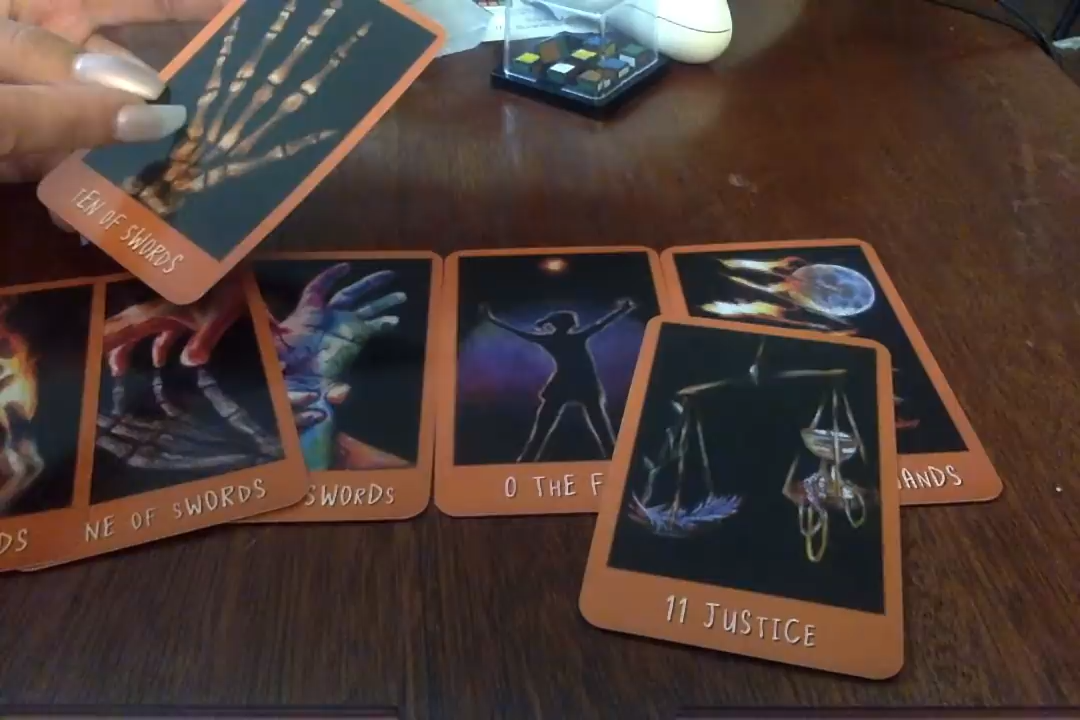 TEN OF SWORDS
DS
NE OF SWORDS
SWORDS
0 THE F
ANDS
11 JUSTICE